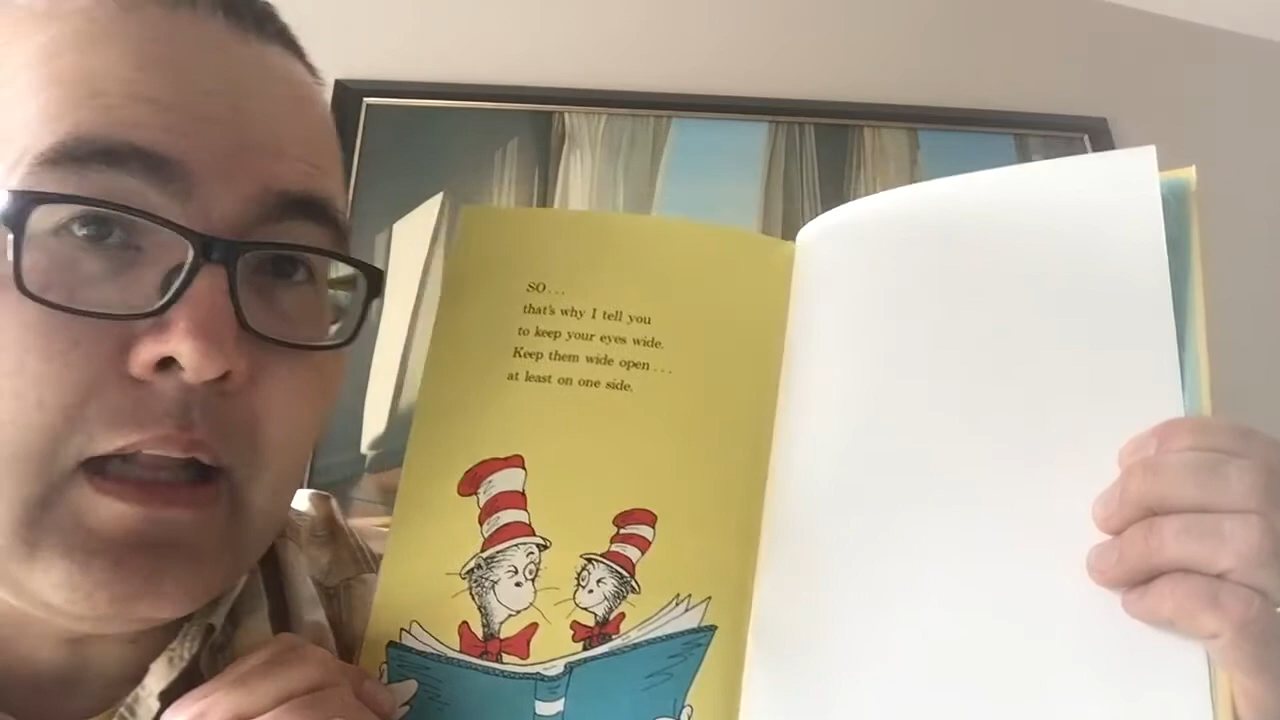 SO...
that's why I tell you
to keep your eyes wide.
Keep them wide open...
at least on one side.